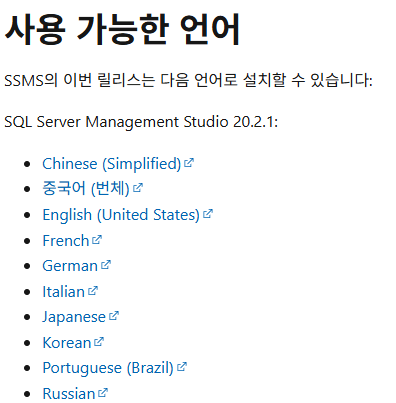 사용 가능한 언어
SSMS의 이번 릴리스는 다음 언어로 설치할 수 있습니다:
SQL Server Management Studio 20.2.1:
Chinese (Simplified)
중국어 (번체)
English (United States)
French
German
Italian
Japanese
Korean
Portuguese (Brazil)
Russian